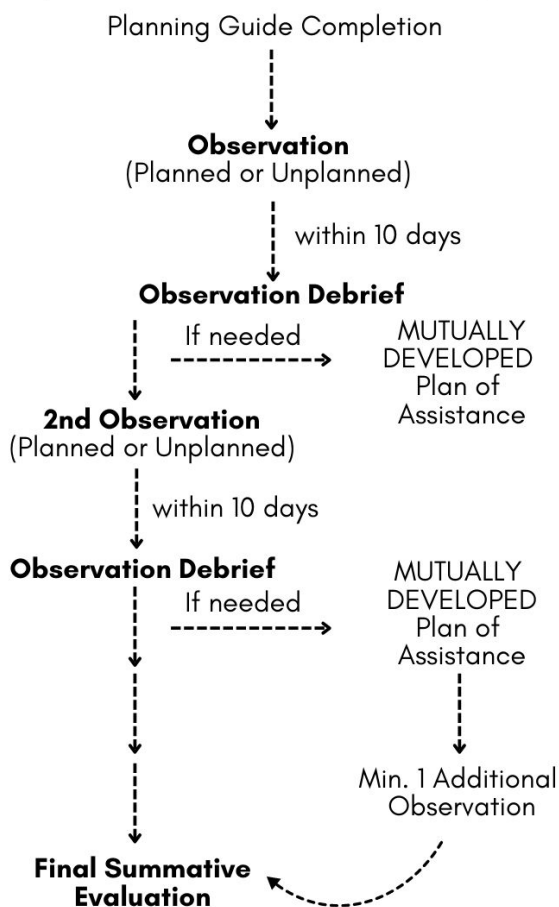 Planning Guide Completion
Observation
(Planned or Unplanned)
within 10 days
Observation Debrief
If needed
MUTUALLY
DEVELOPED
Plan of
Assistance
2nd Observation
(Planned or Unplanned)
within 10 days
Observation Debrief
If needed
MUTUALLY
DEVELOPED
Plan of
Assistance
Min. 1 Additional
Observation
Final Summative
Evaluation